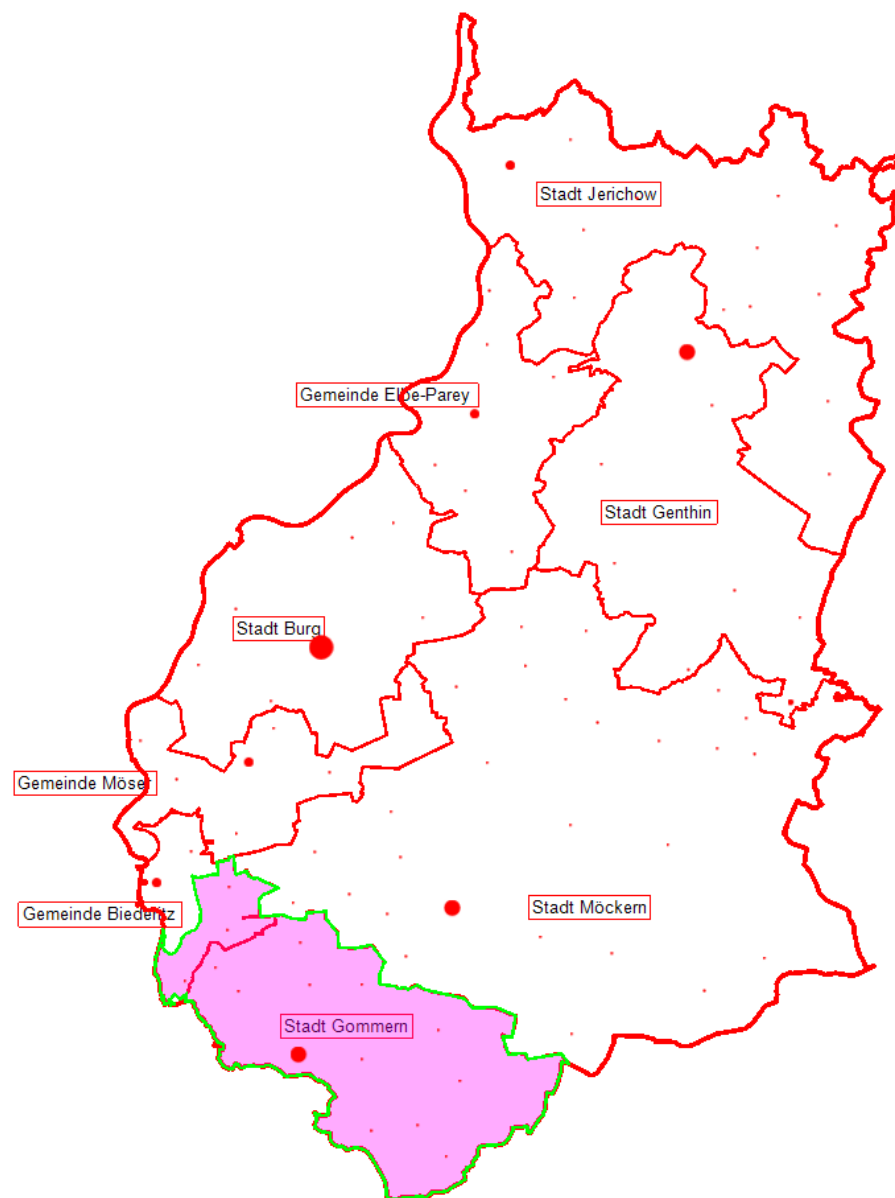 Stadt Jerichow
Gemeinde Elbe-Parey
Stadt Genthin
Stadt Burg
Gemeinde Möser
Stadt Möckern
Gemeinde Biederitz
Stadt Gommern